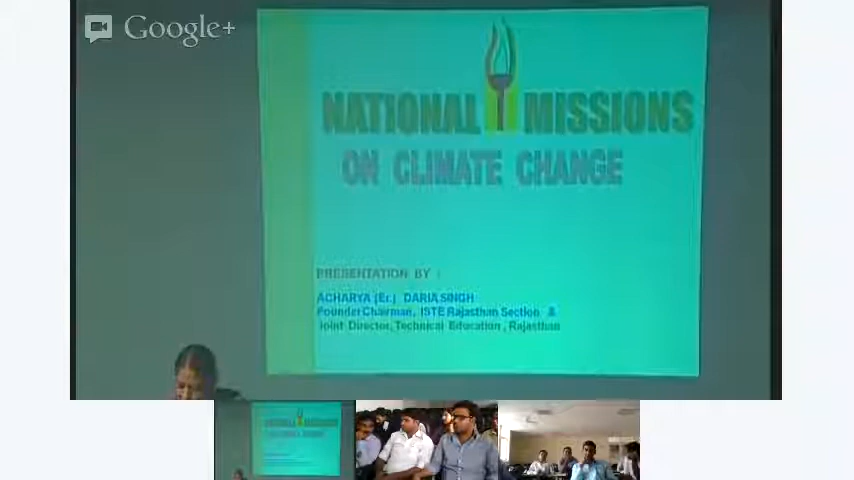 Google+
NATIONAL MISSIONS
ON CLIMATE CHANGE
PRESENTATION BY :
ACHARYA (Er.) DARIA SINGH
Founder Chairman, ISTE Rajasthan Section &
Joint Director, Technical Education , Rajasthan